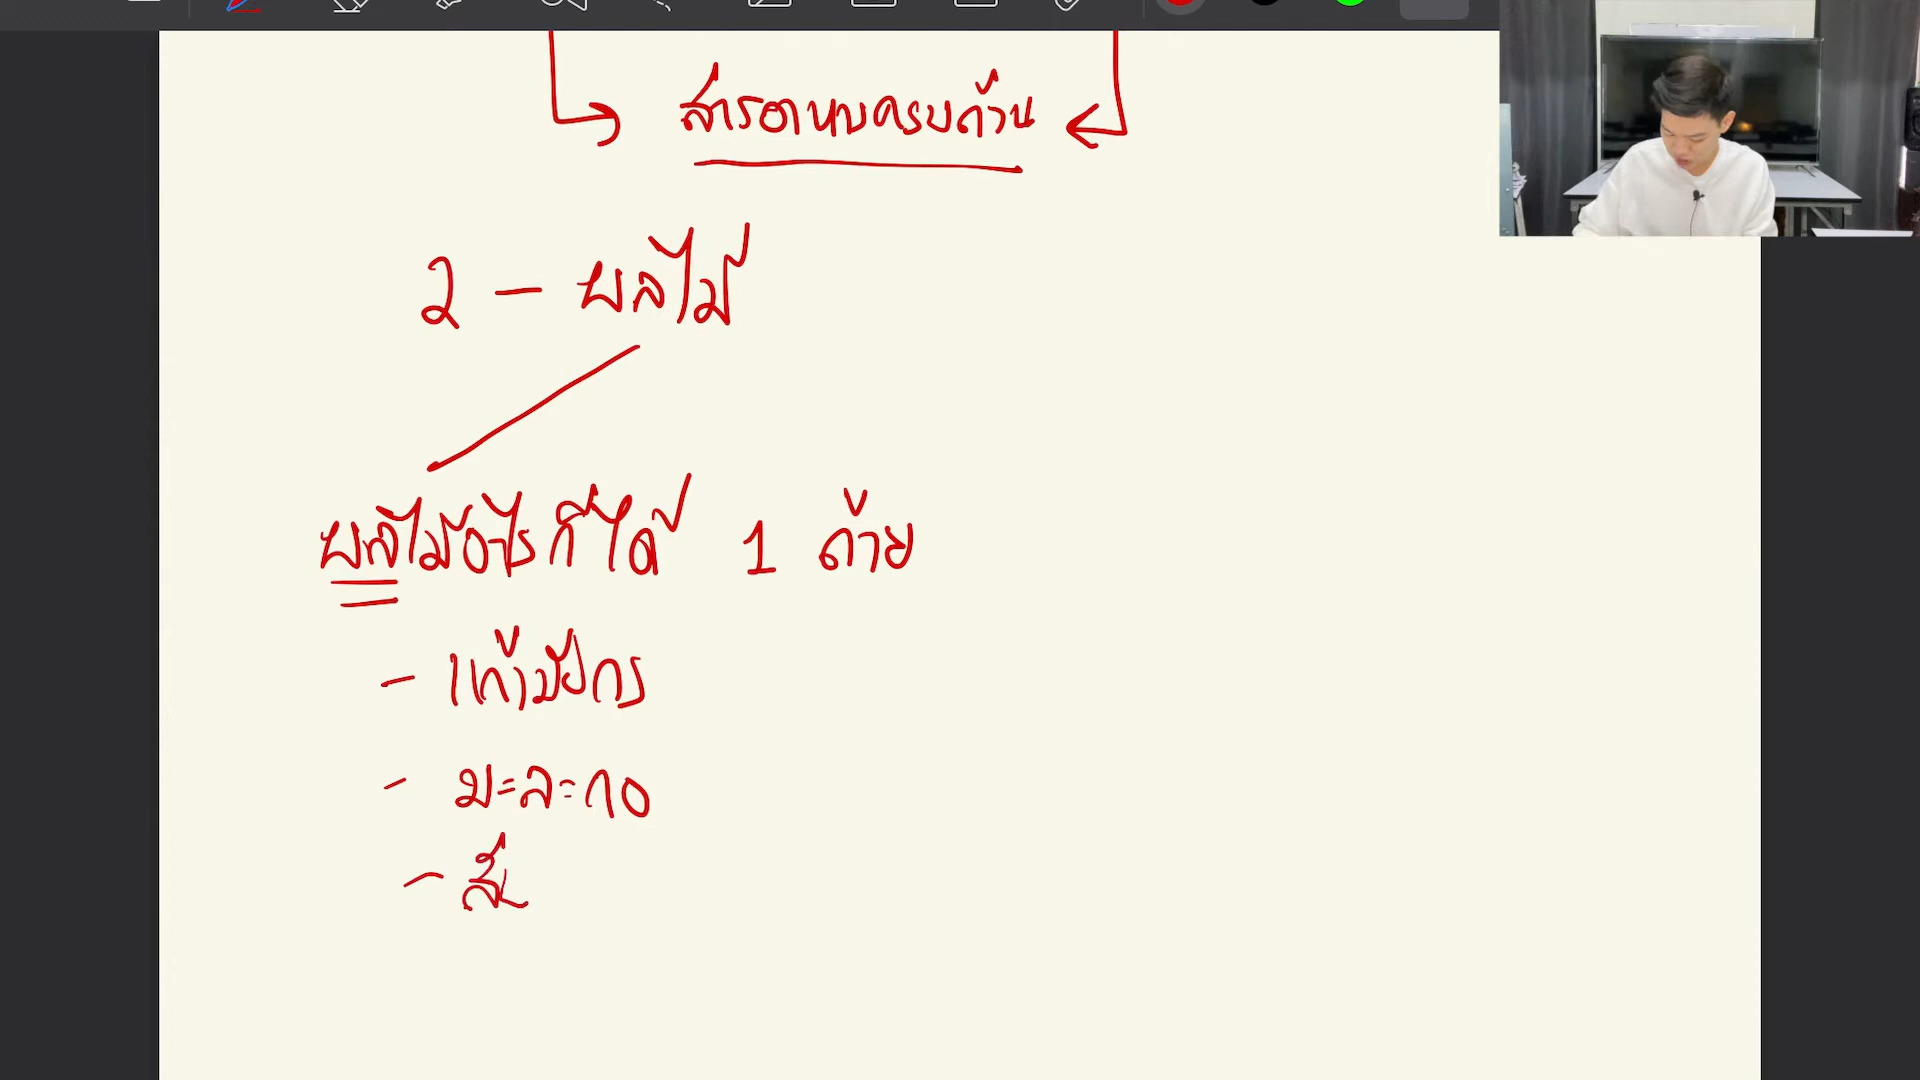 สารอาหารครบถ้วน
2 - ผลไม้
ผลไม้อะไรก็ได้ 1 ถ้วย
- แก้วมังกร
- มะละกอ
-